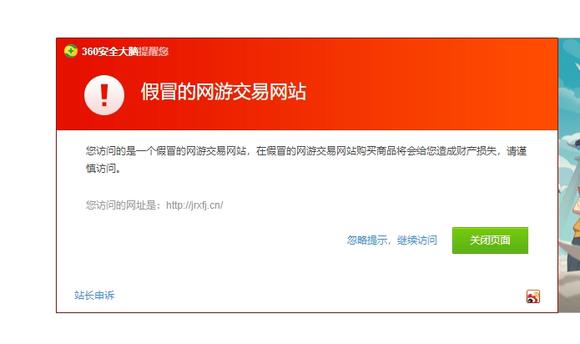 360安全大脑提醒您
假冒的网游交易网站
您访问的是一个假冒的网游交易网站，在假冒的网游交易网站购买商品将会给您造成财产损失，请谨
慎访问。
您访问的网址是：http://jrxfj.cn/
忽略提示，继续访问 关闭页面
站长申诉